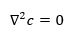 ∇²c = 0